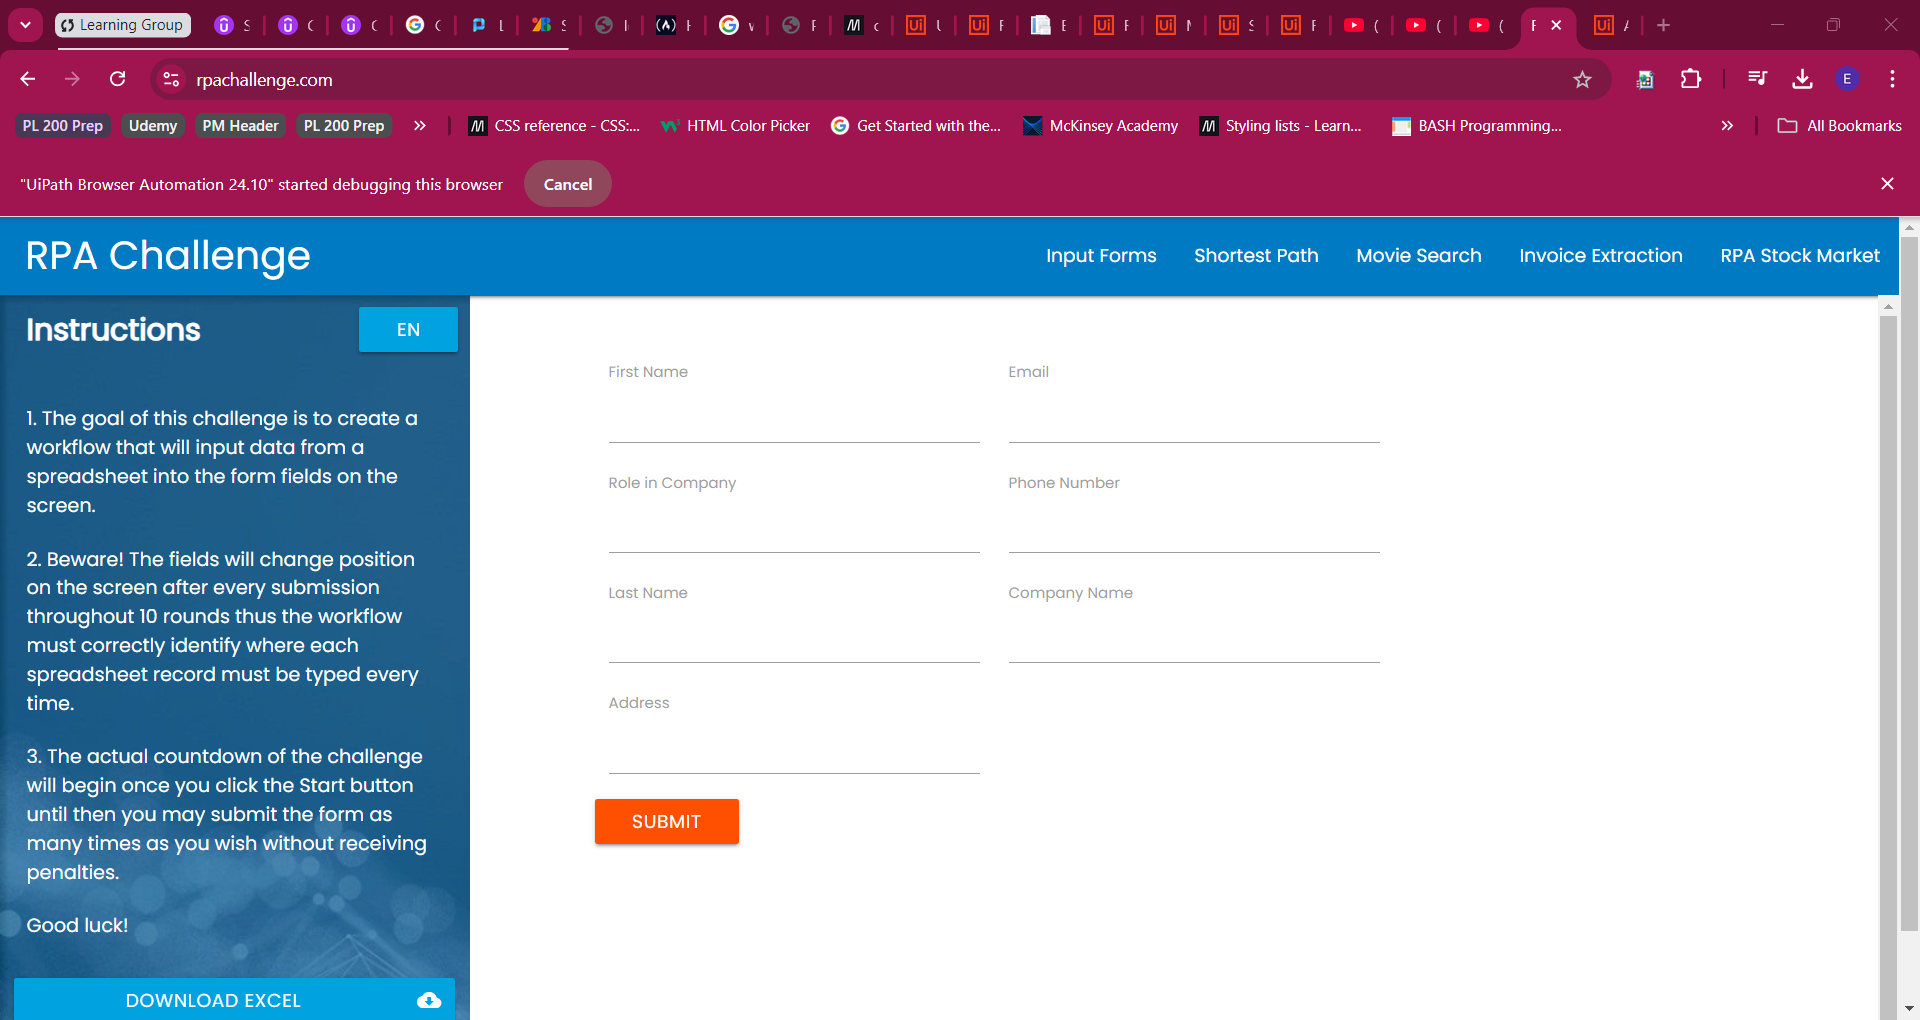 Learning Group
rpachallenge.com
E
PL 200 Prep
Udemy
PM Header
PL 200 Prep
CSS reference - CSS:...
HTML Color Picker
Get Started with the...
McKinsey Academy
Styling lists - Learn...
BASH Programming...
All Bookmarks
"UiPath Browser Automation 24.10" started debugging this browser
Cancel
RPA Challenge
Input Forms
Shortest Path
Movie Search
Invoice Extraction
RPA Stock Market
Instructions
EN
1. The goal of this challenge is to create a
workflow that will input data from a
spreadsheet into the form fields on the
screen.
2. Beware! The fields will change position
on the screen after every submission
throughout 10 rounds thus the workflow
must correctly identify where each
spreadsheet record must be typed every
time.
3. The actual countdown of the challenge
will begin once you click the Start button
until then you may submit the form as
many times as you wish without receiving
penalties.
Good luck!
DOWNLOAD EXCEL
First Name
Email
Role in Company
Phone Number
Last Name
Company Name
Address
SUBMIT